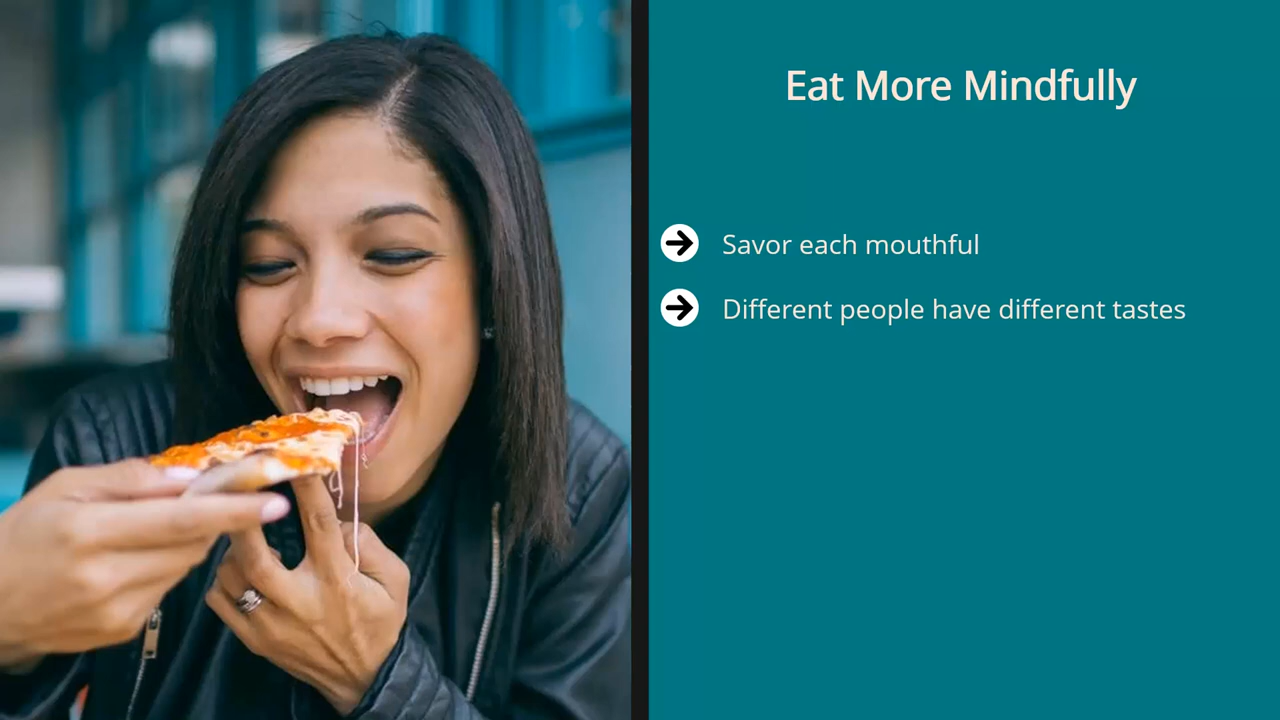 Eat More Mindfully
Savor each mouthful
Different people have different tastes